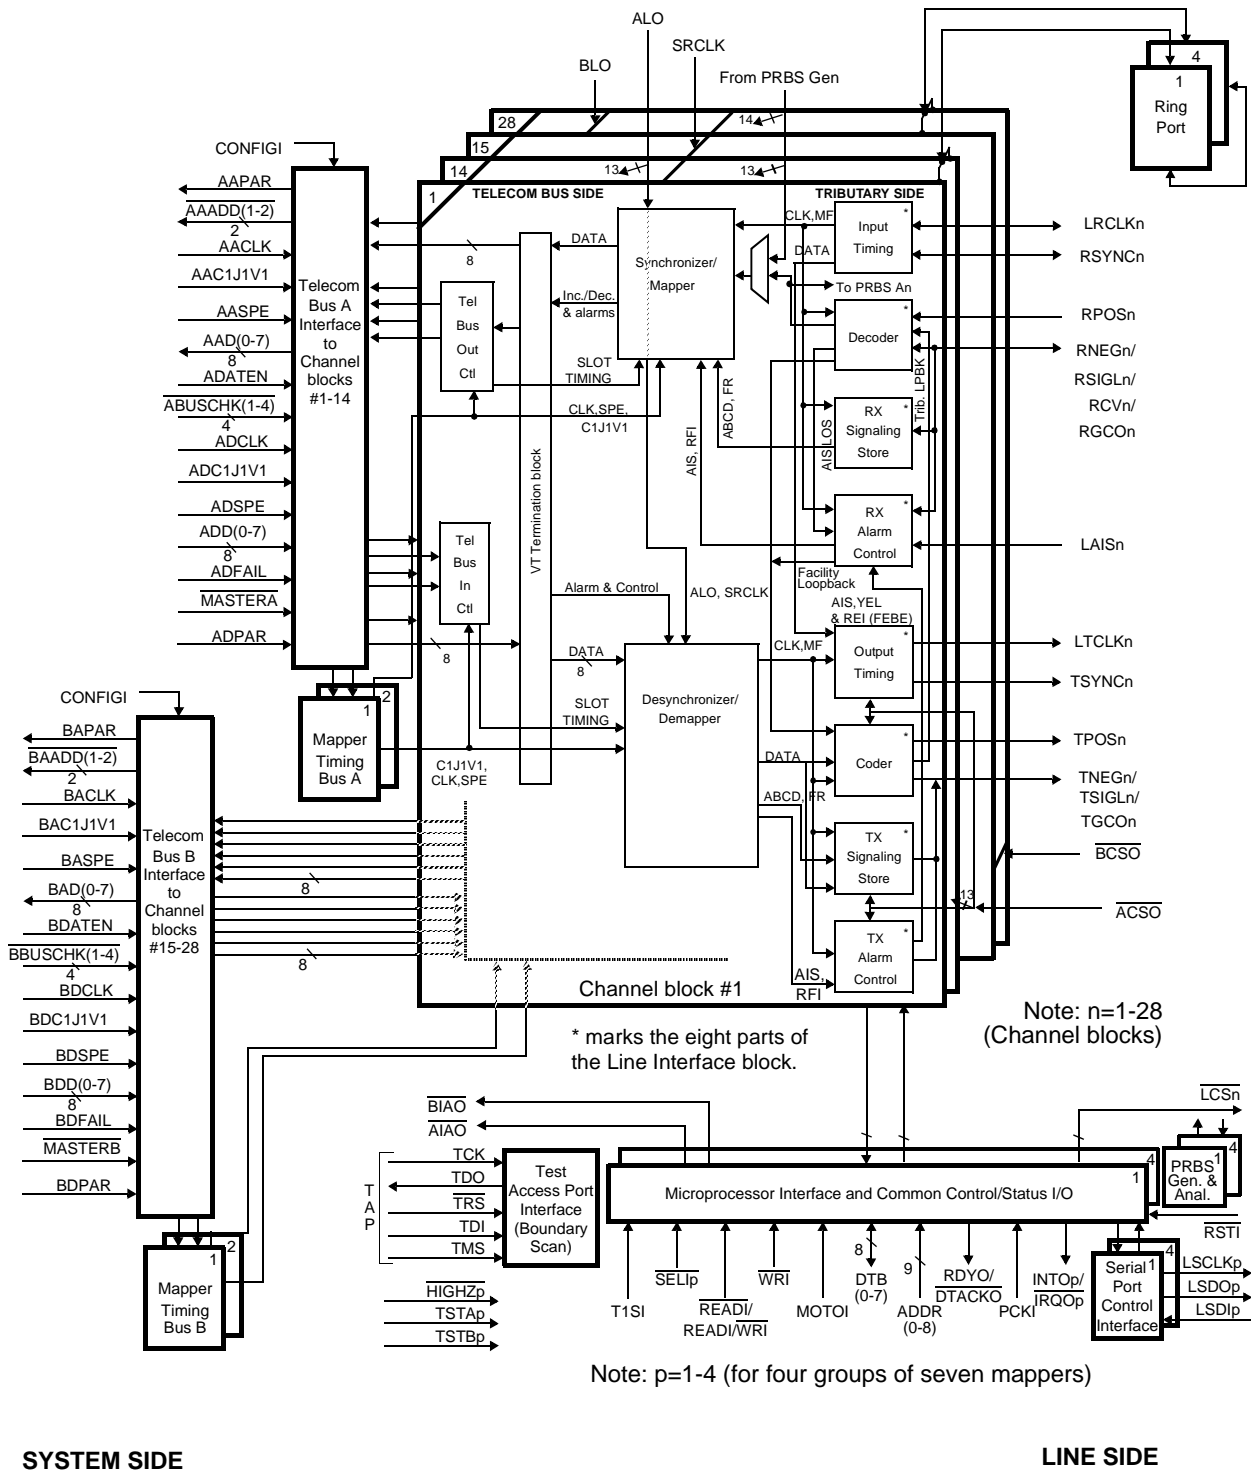 ALO
SRCLK
BLO
From PRBS Gen
4
1
Ring
Port
28
14
15
13
13
14
1
TELECOM BUS SIDE
TRIBUTARY SIDE
CONFIGI
AAPAR
AAADD(1-2)
2
AACLK
AAC1J1V1
AASPE
AAD(0-7)
8
ADATEN
ABUSCHK(1-4)
4
ADCLK
ADC1J1V1
ADSPE
ADD(0-7)
8
ADFAIL
MASTERA
ADPAR
Telecom
Bus A
Interface
to
Channel
blocks
#1-14
8
Tel
Bus
Out
Ctl
Tel
Bus
In
Ctl
8
VT Termination block
DATA
Inc./Dec.
& alarms
SLOT
TIMING
CLK,SPE,
C1J1V1
Synchronizer/
Mapper
CLK,MF
DATA
To PRBS An
AIS, RFI
ABCD, FR
AIS LOS
Trib. LPBK
Input
Timing
*
Decoder
*
RX
Signaling
Store
*
RX
Alarm
Control
*
LRCLKn
RSYNCn
RPOSn
RNEGn/
RSIGLn/
RCVn/
RGCOn
LAISn
Facility
Loopback
AIS,YEL
& REI (FEBE)
Alarm & Control
ALO, SRCLK
DATA
8
SLOT
TIMING
C1J1V1,
CLK,SPE
Desynchronizer/
Demapper
CLK,MF
DATA
ABCD, FR
AIS,
RFI
Output
Timing
*
Coder
*
TX
Signaling
Store
*
TX
Alarm
Control
*
LTCLKn
TSYNCn
TPOSn
TNEGn/
TSIGLn/
TGCOn
BCSO
13
ACSO
2
1
Mapper
Timing
Bus A
CONFIGI
BAPAR
BAADD(1-2)
2
BACLK
BAC1J1V1
BASPE
BAD(0-7)
8
BDATEN
BBUSCHK(1-4)
4
BDCLK
BDC1J1V1
BDSPE
BDD(0-7)
8
BDFAIL
MASTERB
BDPAR
Telecom
Bus B
Interface
to
Channel
blocks
#15-28
8
8
2
1
Mapper
Timing
Bus B
Channel block #1
* marks the eight parts of
the Line Interface block.
Note: n=1-28
(Channel blocks)
BIAO
AIAO
TAP
TCK
TDO
TRS
TDI
TMS
Test
Access Port
Interface
(Boundary
Scan)
HIGHZp
TSTAp
TSTBp
4
1
Microprocessor Interface and Common Control/Status I/O
T1SI
SELIp
READI/
READI/WRI
WRI
MOTOI
8
DTB
(0-7)
9
ADDR
(0-8)
RDYO/
DTACKO
PCKI
INTOp/
IRQOp
LCSn
4
1
PRBS
Gen. &
Anal.
RSTI
4
1
Serial
Port
Control
Interface
LSCLKp
LSDOp
LSDIp
Note: p=1-4 (for four groups of seven mappers)
SYSTEM SIDE
LINE SIDE